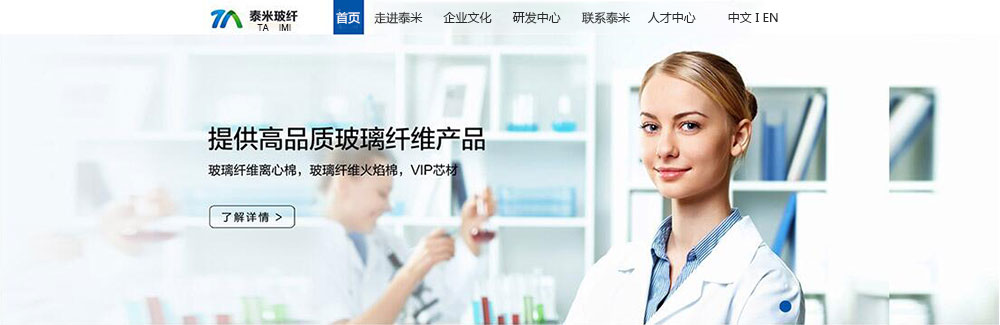 泰米玻纤
TA IMI
首页 走进泰米 企业文化 研发中心 联系泰米 人才中心 中文 I EN
提供高品质玻璃纤维产品
玻璃纤维离心棉，玻璃纤维火焰棉，VIP芯材
了解详情 >